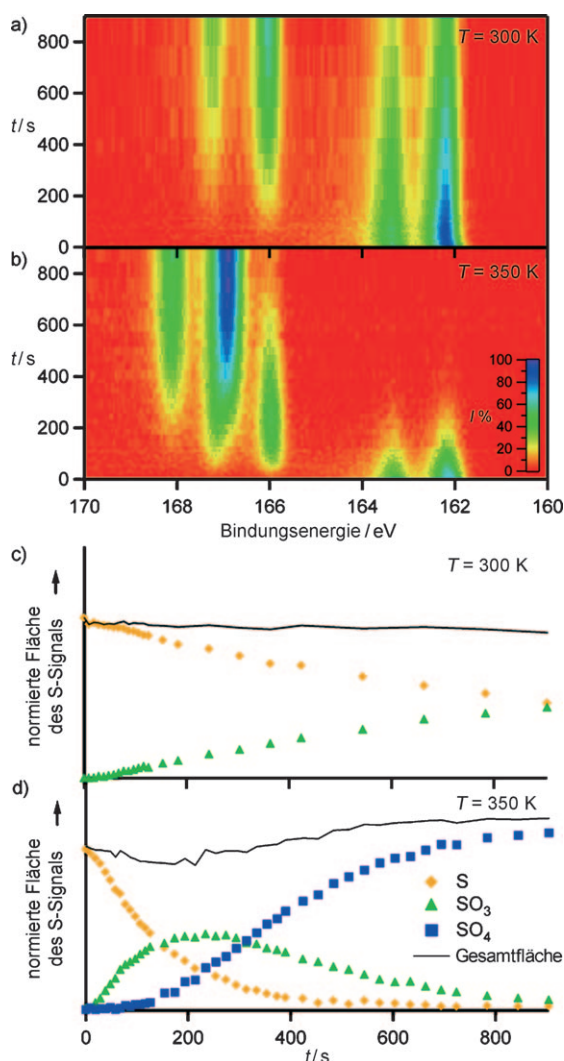 a)
T = 300 K
800
600
t / s
400
200
0
b)
T = 350 K
800
600
t / s
400
200
0
100
80
60
40
20
0
I %
170
168
166
164
162
160
Bindungsenergie / eV
c)
T = 300 K
normierte Fläche
des S-Signals
d)
T = 350 K
normierte Fläche
des S-Signals
S
SO3
SO4
Gesamtfläche
0
200
400
600
800
t / s